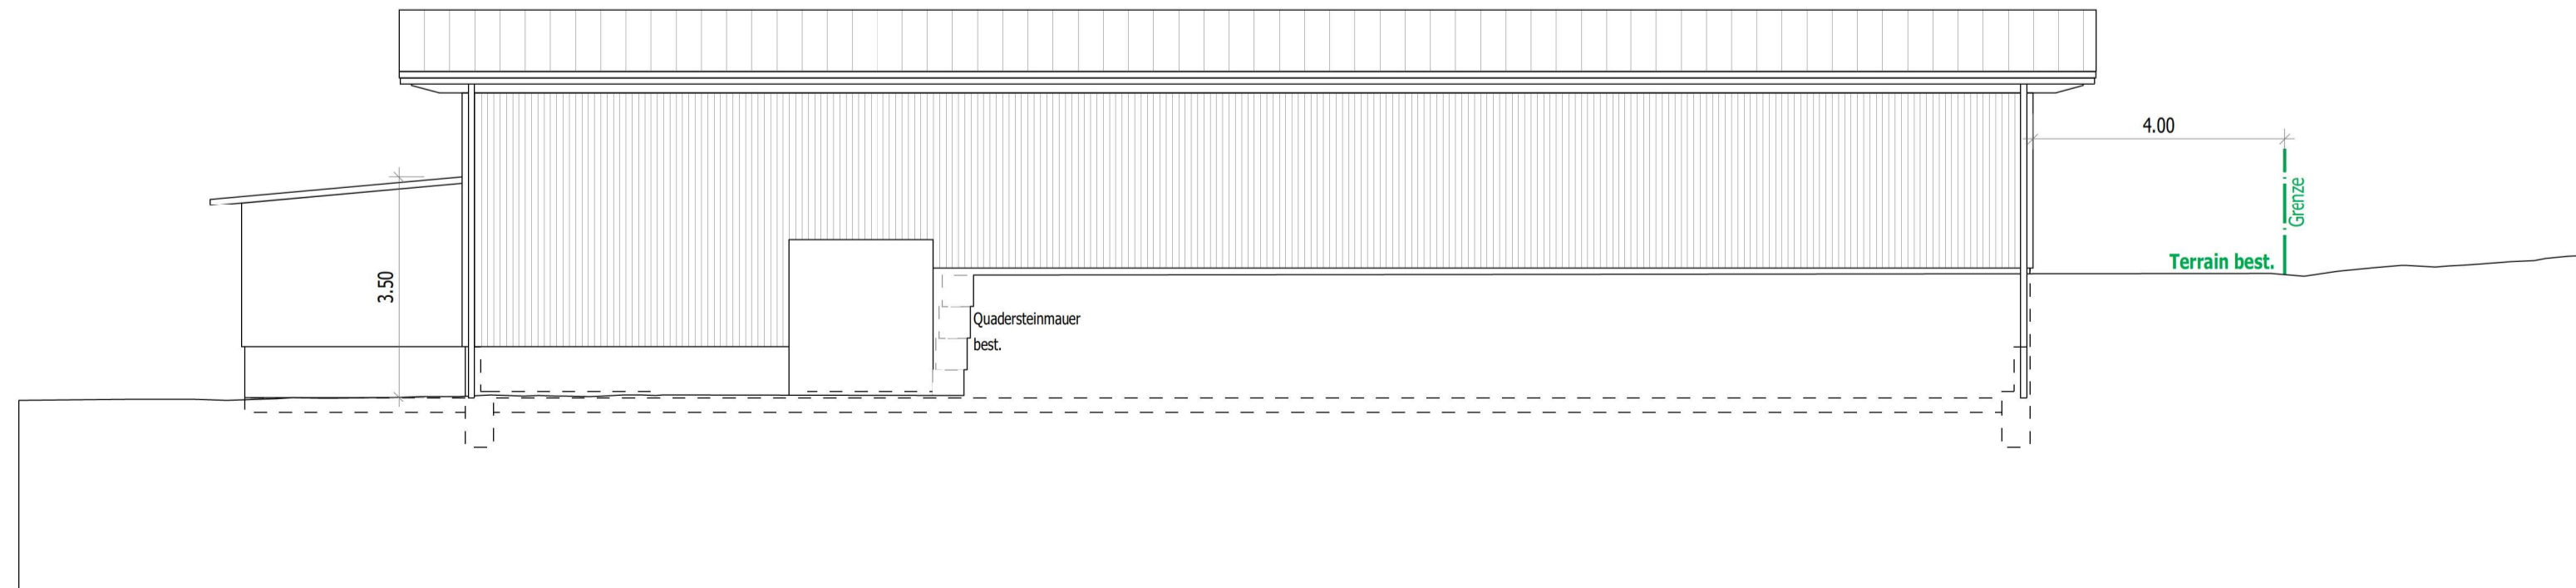 4.00
Grenze
Terrain best.
3.50
Quadersteinmauer
best.